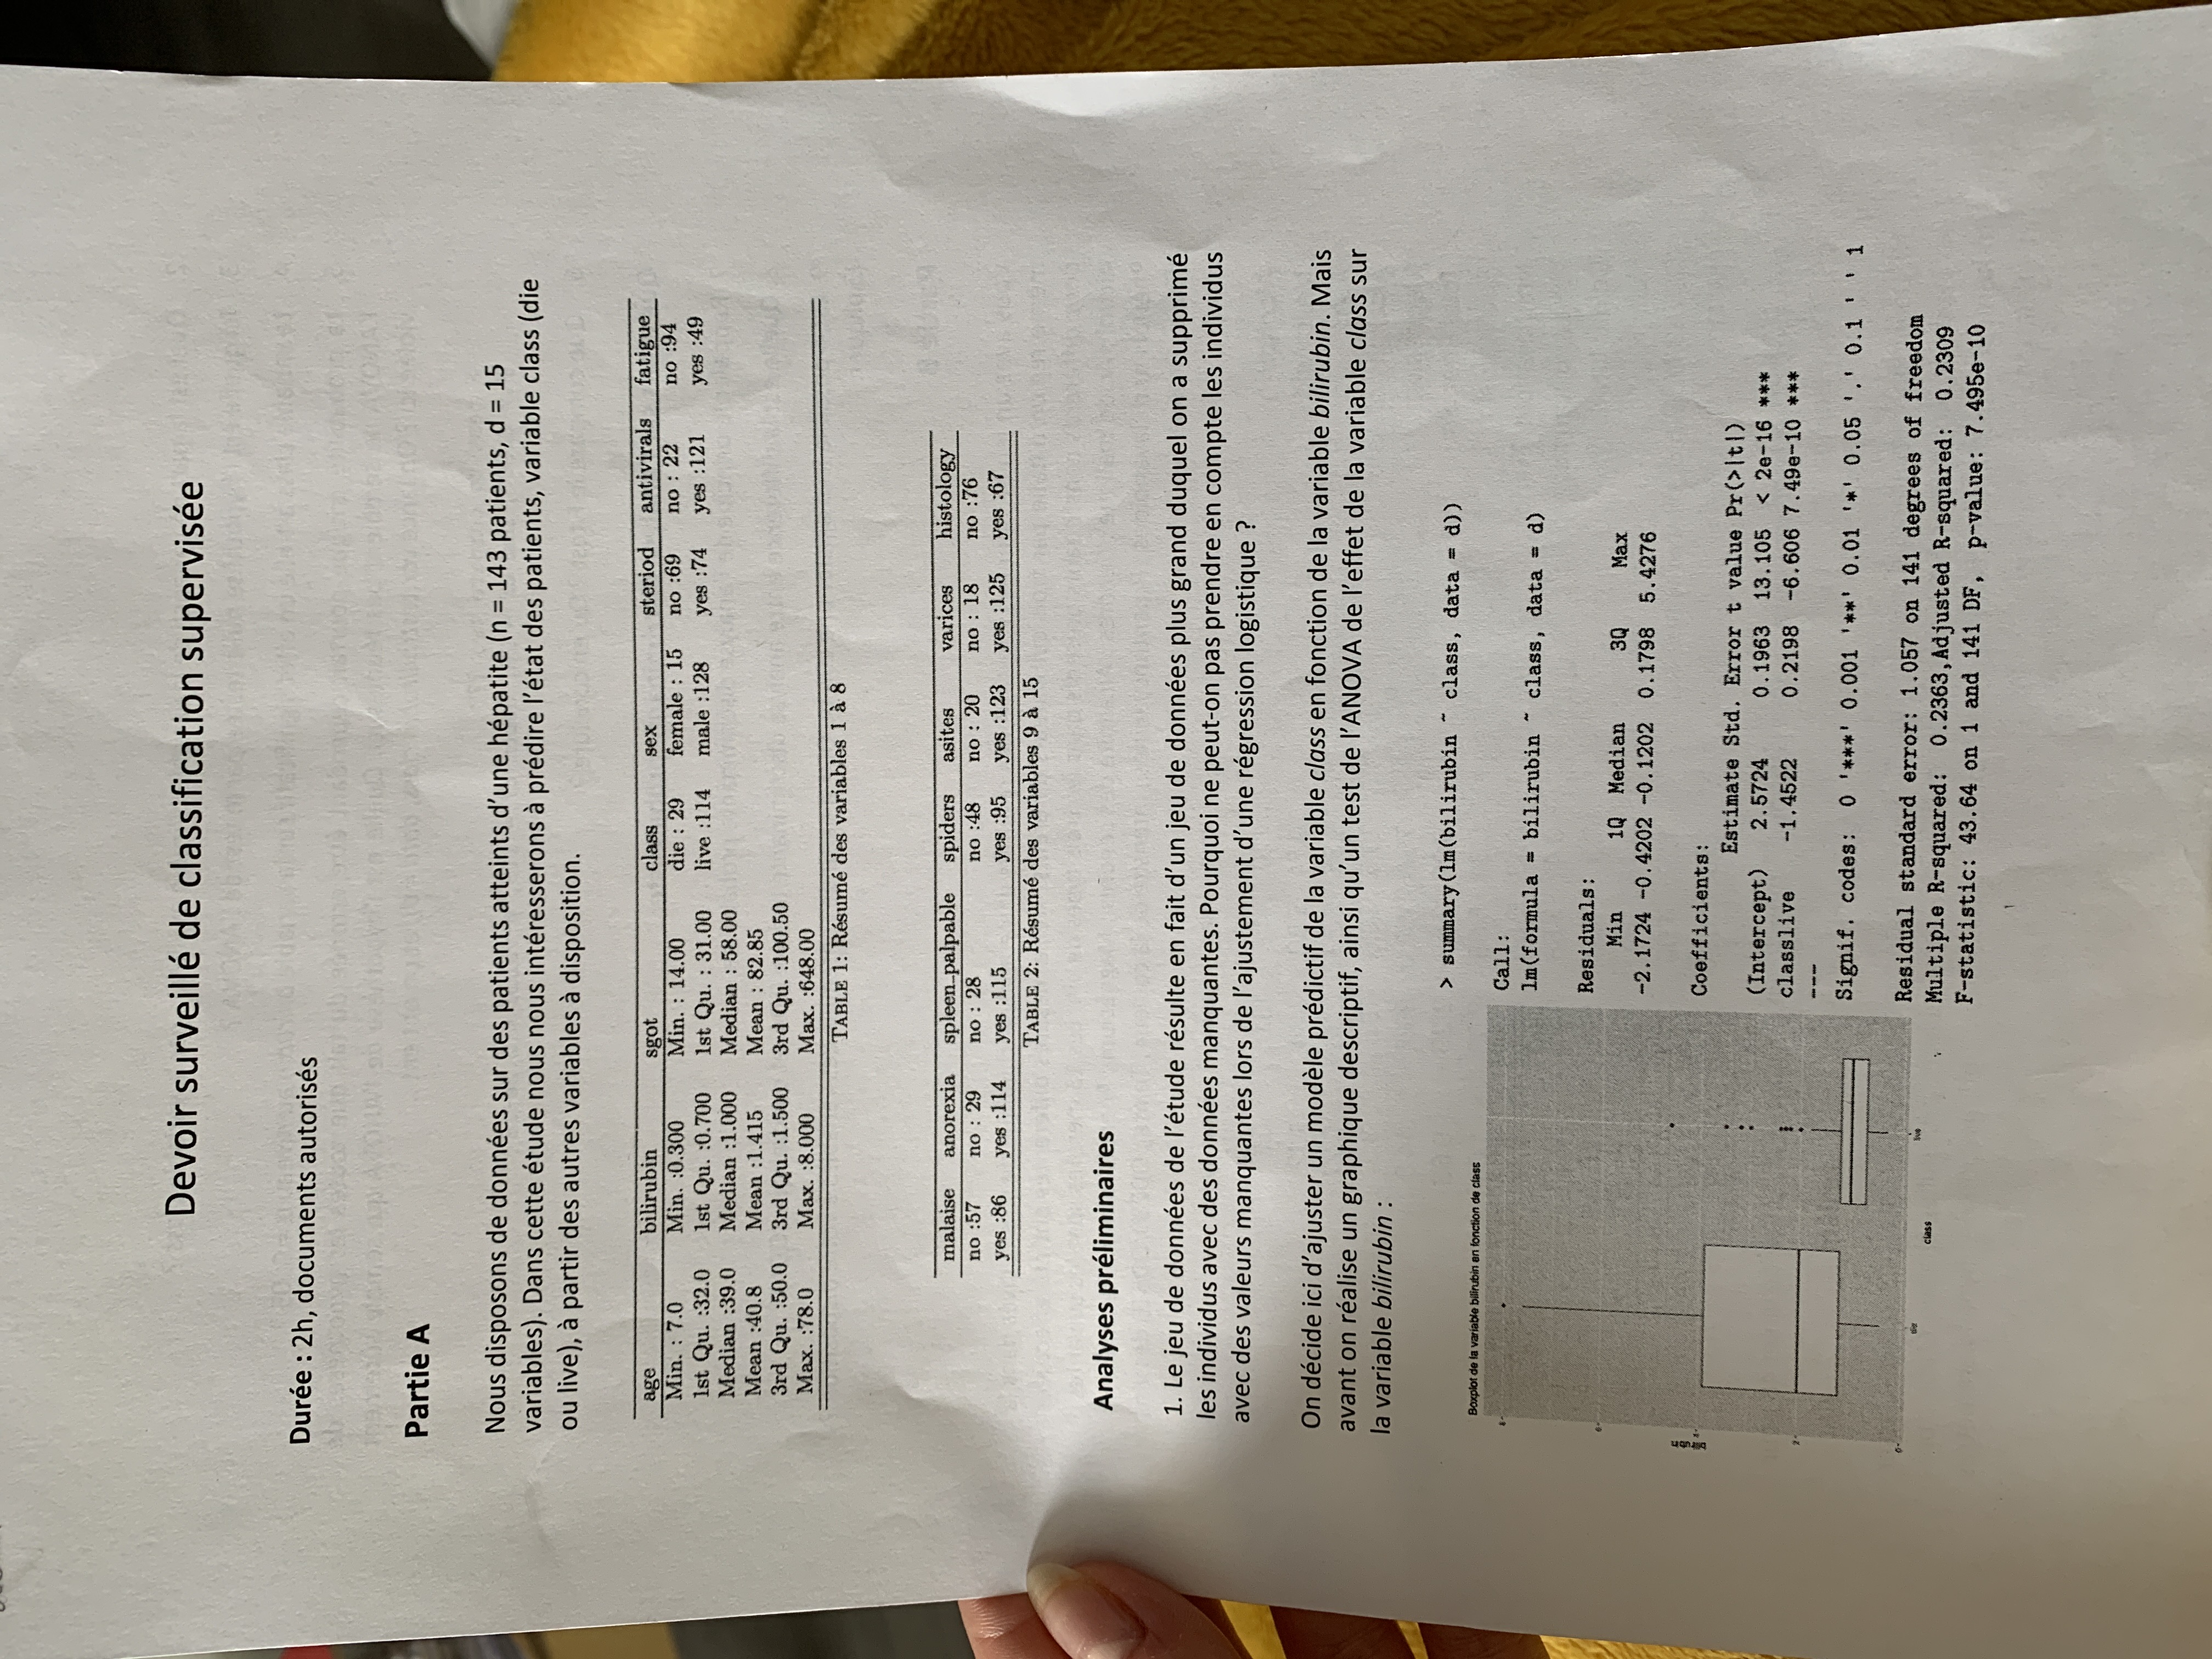 Devoir surveillé de classification supervisée
Durée : 2h, documents autorisés
Partie A
Nous disposons de données sur des patients atteints d'une hépatite (n = 143 patients, d = 15
variables). Dans cette étude nous nous intéresserons à prédire l'état des patients, variable class (die
ou live), à partir des autres variables à disposition.
age bilirubin sgot class sex steriod antivirals fatigue
Min. : 7.0 Min. :0.300 Min. : 14.00 die : 29 female : 15 no :69 no : 22 no :94
1st Qu. :32.0 1st Qu. :0.700 1st Qu. : 31.00 live :114 male :128 yes :74 yes :121 yes :49
Median :39.0 Median :1.000 Median : 58.00
Mean :40.8 Mean :1.415 Mean : 82.85
3rd Qu. :50.0 3rd Qu. :1.500 3rd Qu. :100.50
Max. :78.0 Max. :8.000 Max. :648.00
TABLE 1: Résumé des variables 1 à 8
malaise anorexia spleen_palpable spiders asites varices histology
no :57 no : 29 no : 28 no :48 no : 20 no : 18 no :76
yes :86 yes :114 yes :115 yes :95 yes :123 yes :125 yes :67
TABLE 2: Résumé des variables 9 à 15
Analyses préliminaires
1. Le jeu de données de l'étude résulte en fait d'un jeu de données plus grand duquel on a supprimé
les individus avec des données manquantes. Pourquoi ne peut-on pas prendre en compte les individus
avec des valeurs manquantes lors de l'ajustement d'une régression logistique ?
On décide ici d'ajuster un modèle prédictif de la variable class en fonction de la variable bilirubin. Mais
avant on réalise un graphique descriptif, ainsi qu'un test de l'ANOVA de l'effet de la variable class sur
la variable bilirubin :
Boxplot de la variable bilirubin en fonction de class
8
6
4
2
0
bilirubin
die
live
class
> summary(lm(bilirubin ~ class, data = d))
Call:
lm(formula = bilirubin ~ class, data = d)
Residuals:
Min 1Q Median 3Q Max
-2.1724 -0.4202 -0.1202 0.1798 5.4276
Coefficients:
Estimate Std. Error t value Pr(>|t|)
(Intercept) 2.5724 0.1963 13.105 < 2e-16 ***
classlive -1.4522 0.2198 -6.606 7.49e-10 ***
---
Signif. codes: 0 '***' 0.001 '**' 0.01 '*' 0.05 '.' 0.1 ' ' 1
Residual standard error: 1.057 on 141 degrees of freedom
Multiple R-squared: 0.2363,Adjusted R-squared: 0.2309
F-statistic: 43.64 on 1 and 141 DF, p-value: 7.495e-10